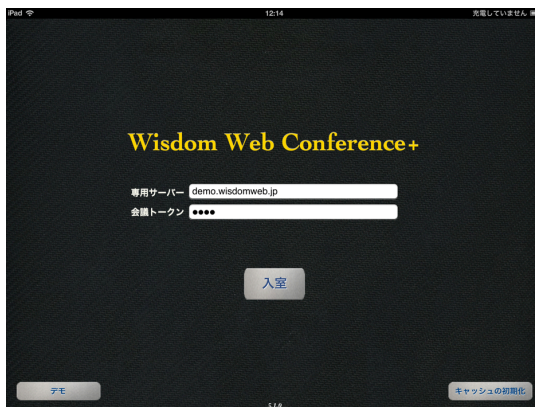 iPad 12:14 充電していません
Wisdom Web Conference+
専用サーバー demo.wisdomweb.jp
会議トークン ●●●●
入室
デモ キャッシュの初期化